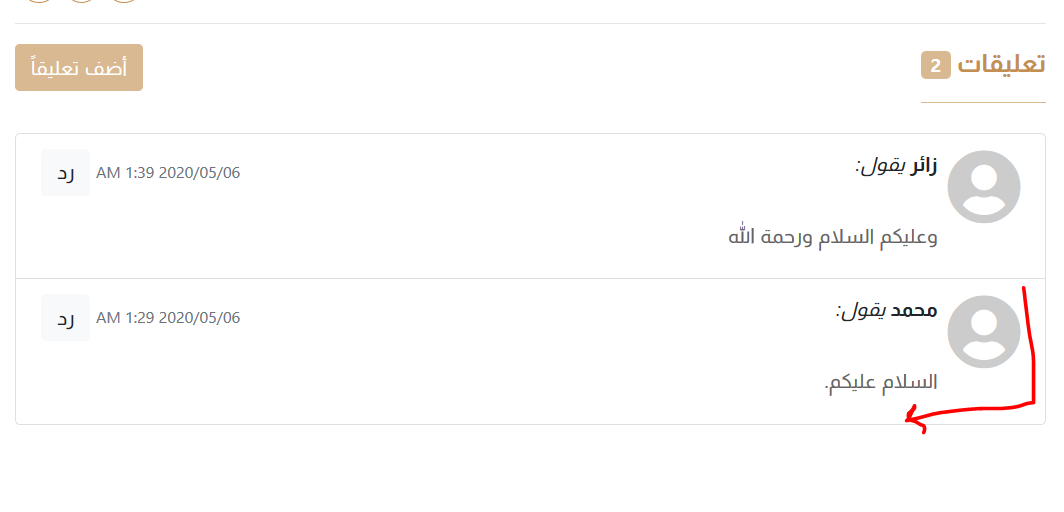 تعليقات 2
أضف تعليقاً
زائر يقول:
2020/05/06 1:39 AM
رد
وعليكم السلام ورحمة الله
محمد يقول:
2020/05/06 1:29 AM
رد
السلام عليكم.